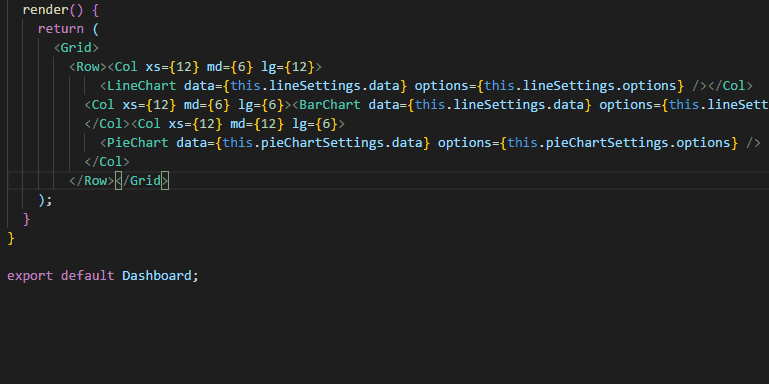 render() {
return (
<Grid>
<Row><Col xs={12} md={6} lg={12}>
<LineChart data={this.lineSettings.data} options={this.lineSettings.options} /></Col>
<Col xs={12} md={6} lg={6}><BarChart data={this.lineSettings.data} options={this.lineSett
</Col><Col xs={12} md={12} lg={6}>
<PieChart data={this.pieChartSettings.data} options={this.pieChartSettings.options} />
</Col>
</Row></Grid>
);
}
}
export default Dashboard;